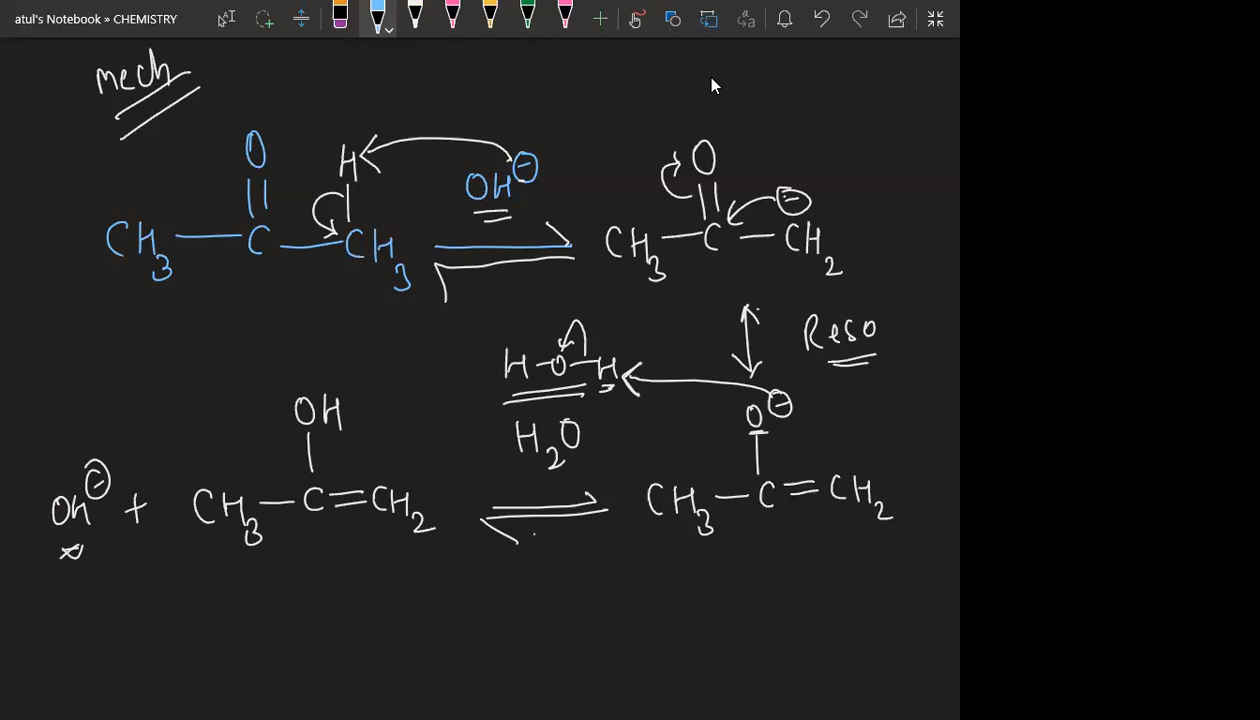 atul's Notebook » CHEMISTRY
mech
O H OH⊖ O ⊖
CH3 — C — CH3 ⇌ CH3 — C — CH2
Reso
H-O-H
OH H2O O⊖
OH⊖ + CH3 — C = CH2 ⇌ CH3 — C = CH2